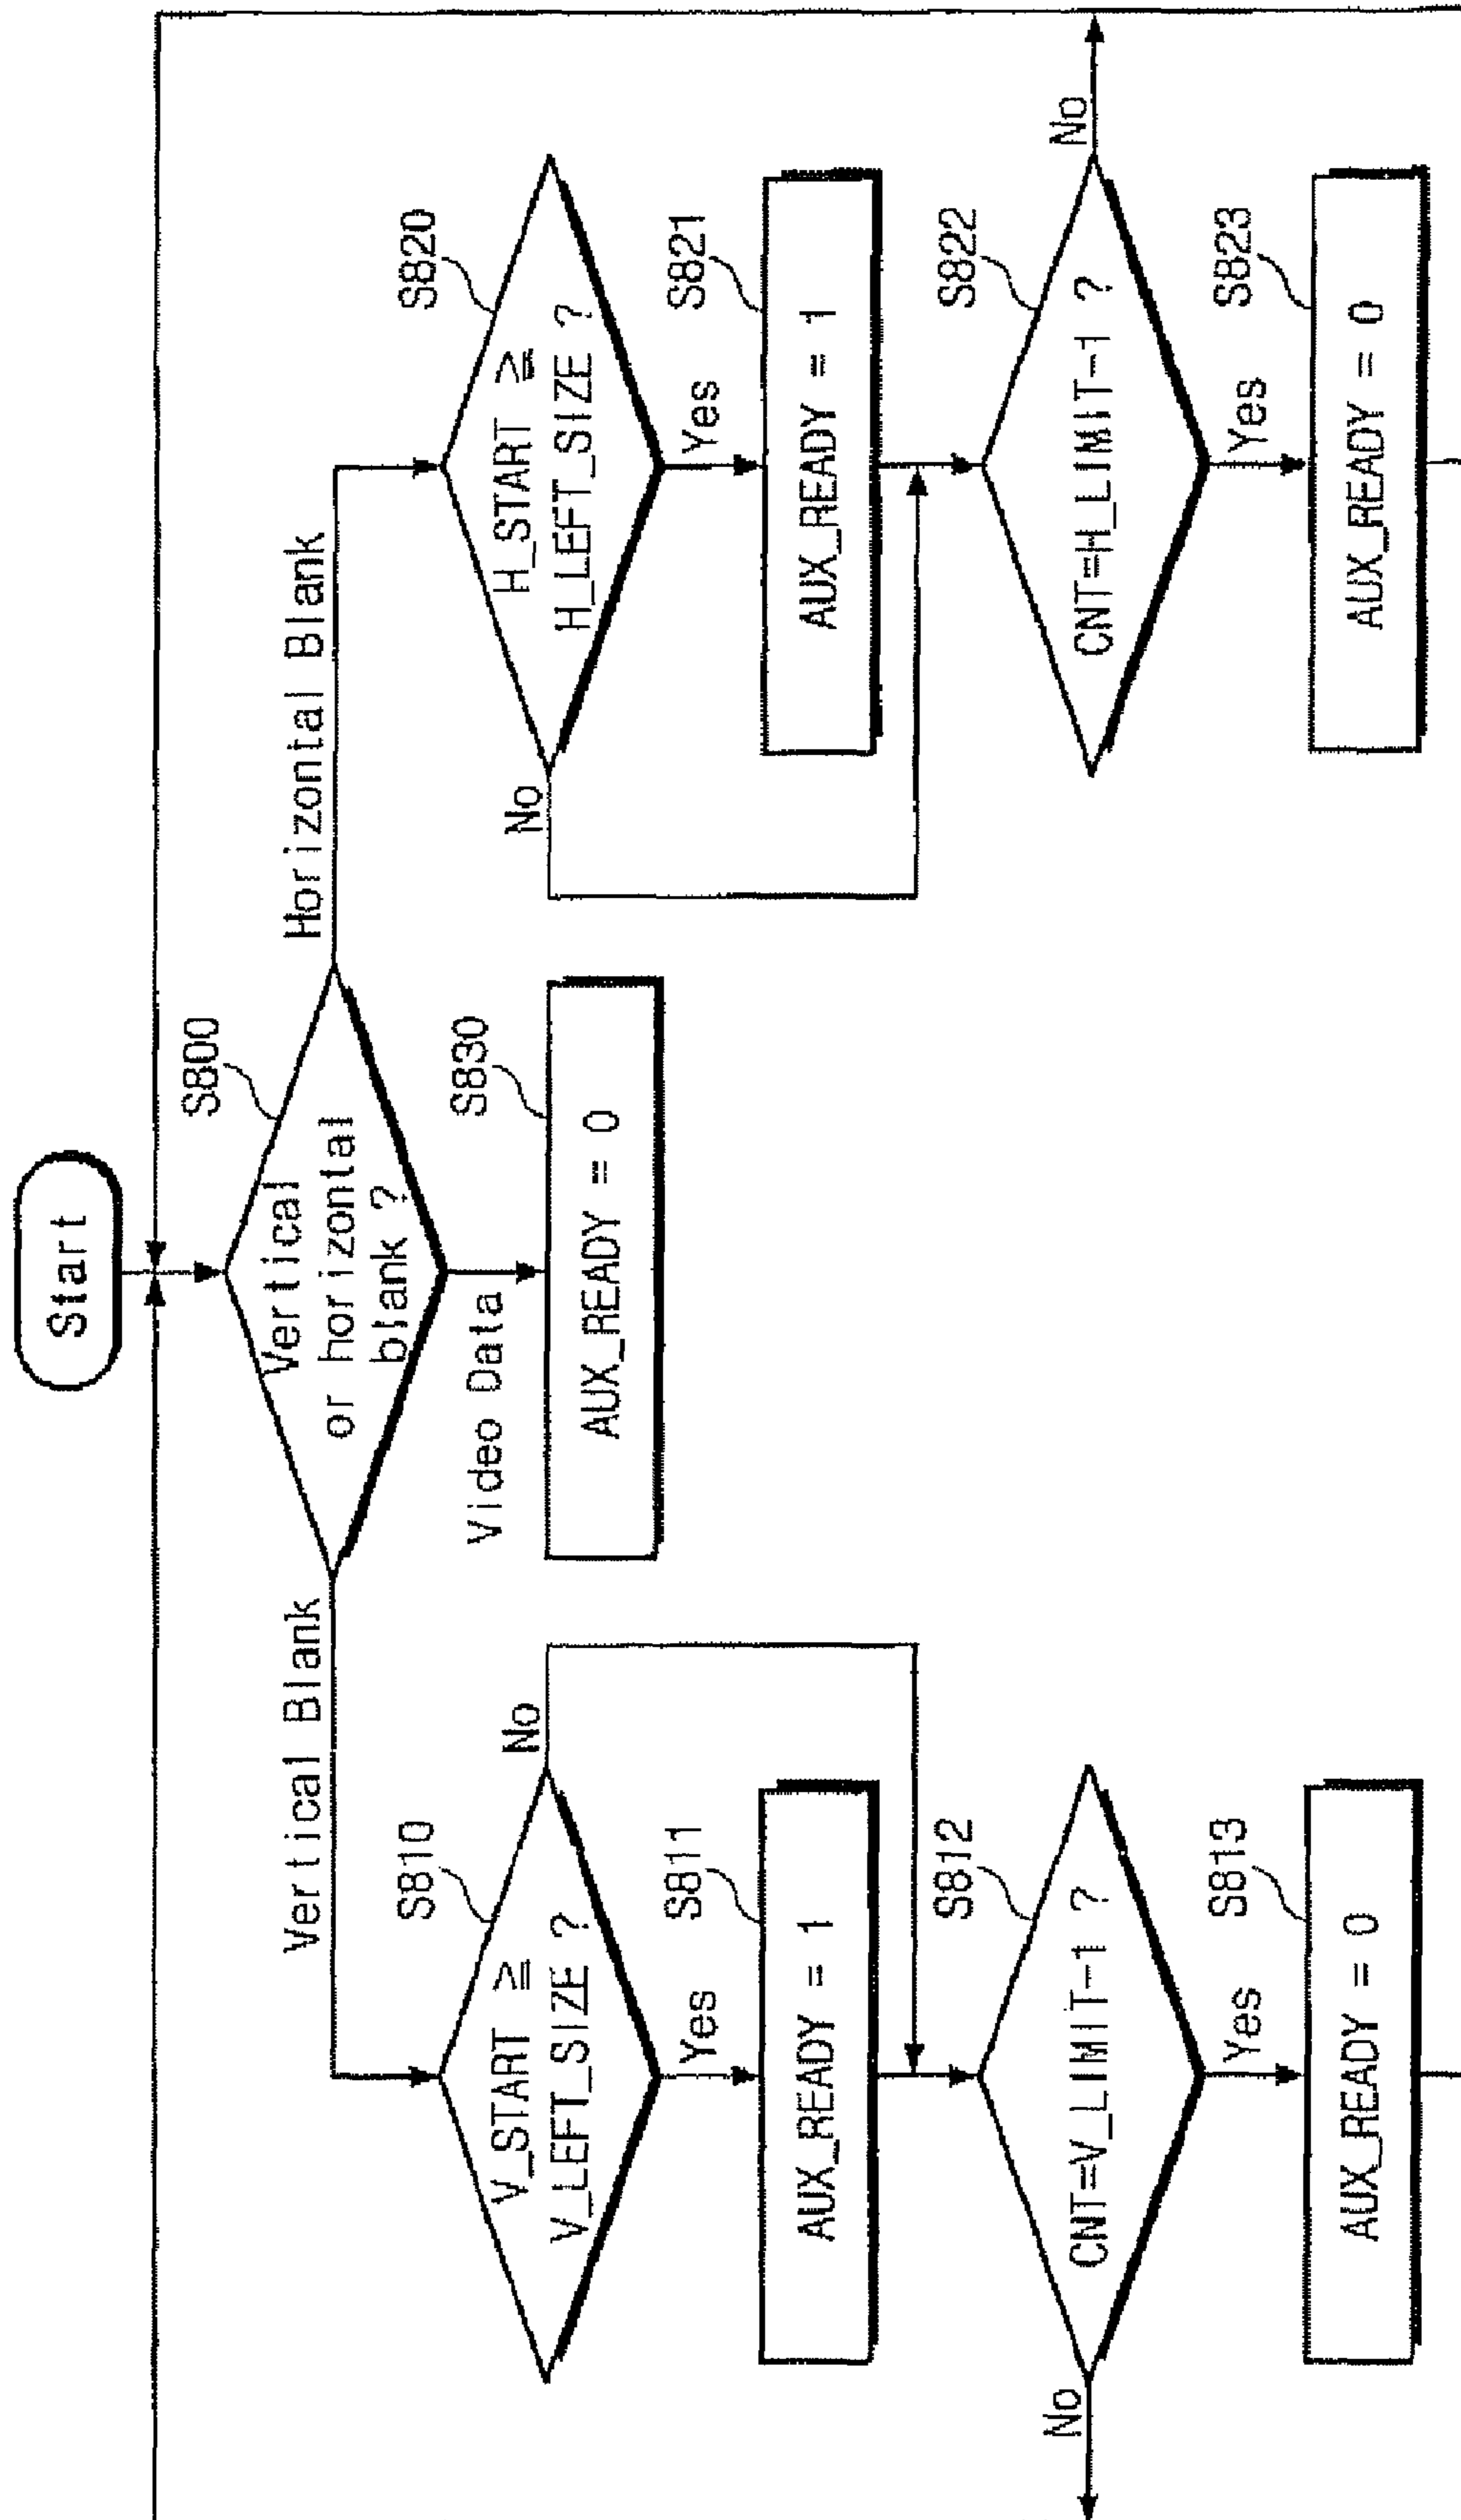 Start
S800
Vertical
or horizontal
blank ?
Vertical Blank
Horizontal Blank
Video Data
S810
V_START ≧
V_LEFT_SIZE ?
No
Yes
S811
AUX_READY = 1
S812
CNT=V_LIMIT-1 ?
No
Yes
S813
AUX_READY = 0
S830
AUX_READY = 0
S820
H_START ≧
H_LEFT_SIZE ?
No
Yes
S821
AUX_READY = 1
S822
CNT=H_LIMIT-1 ?
No
Yes
S823
AUX_READY = 0